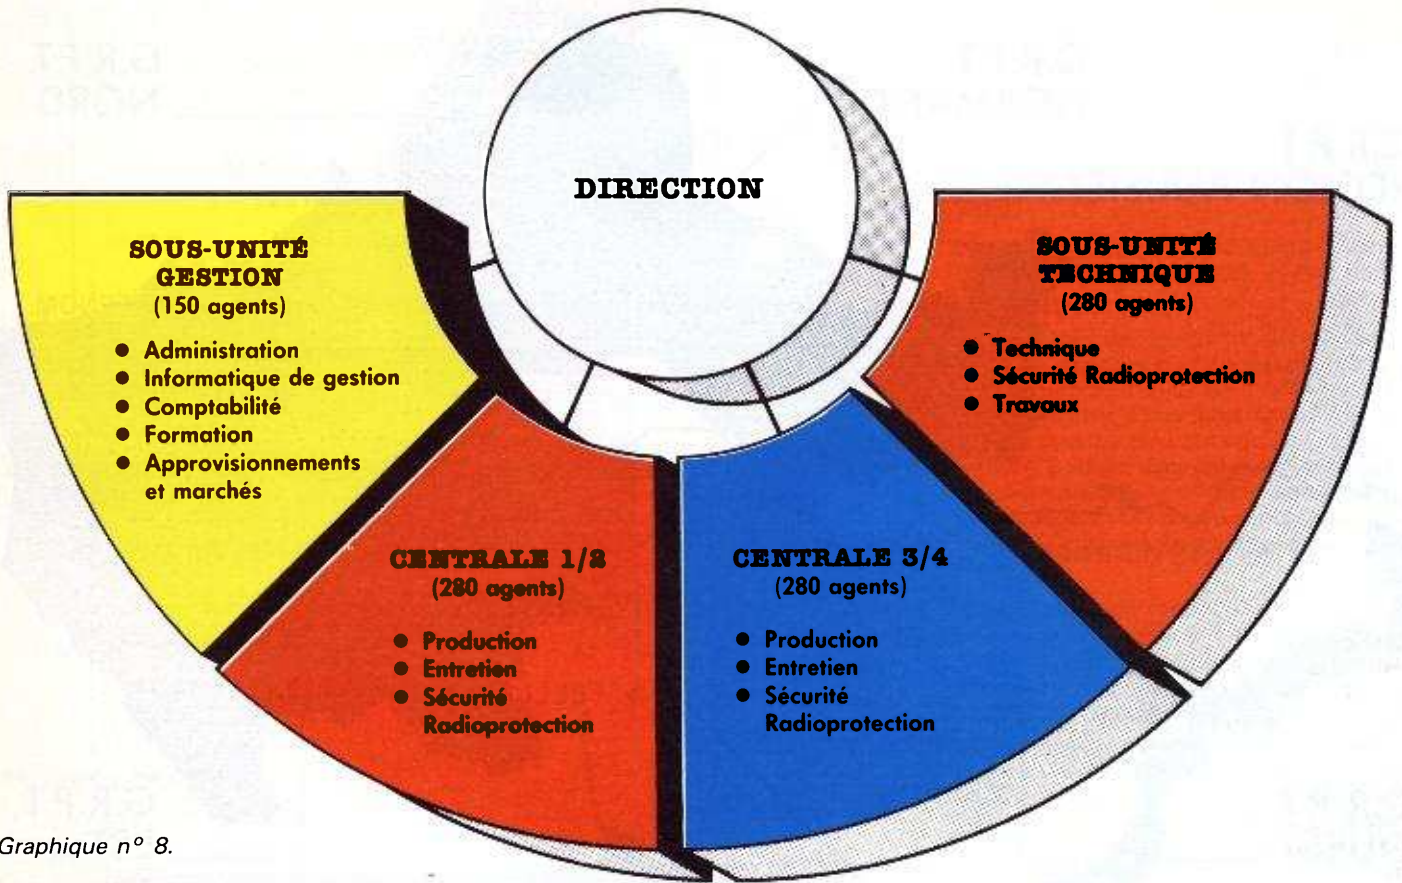 DIRECTION
SOUS-UNITÉ
GESTION
(150 agents)
● Administration
● Informatique de gestion
● Comptabilité
● Formation
● Approvisionnements
et marchés
CENTRALE 1/2
(280 agents)
● Production
● Entretien
● Sécurité
Radioprotection
CENTRALE 3/4
(280 agents)
● Production
● Entretien
● Sécurité
Radioprotection
SOUS-UNITÉ
TECHNIQUE
(280 agents)
● Technique
● Sécurité Radioprotection
● Travaux
Graphique n° 8.